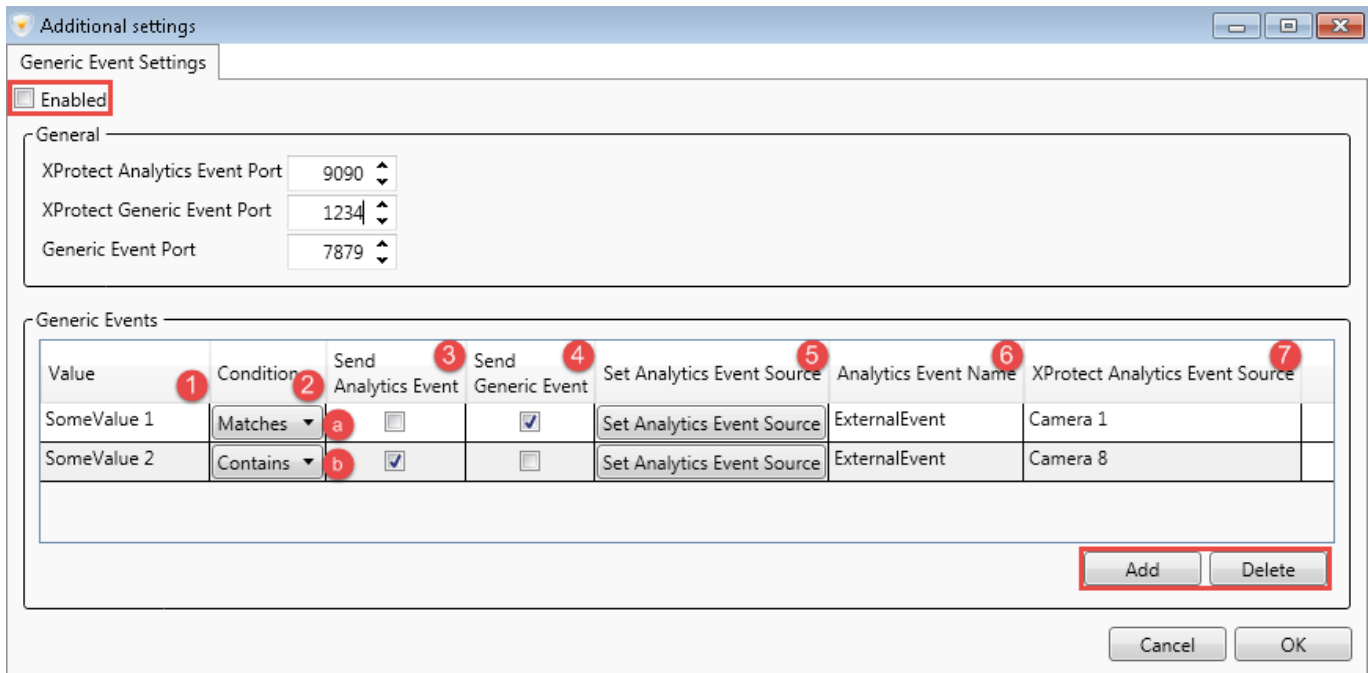 Additional settings
Generic Event Settings
Enabled
General
XProtect Analytics Event Port 9090
XProtect Generic Event Port 1234
Generic Event Port 7879
Generic Events
Value 1 Condition 2 Send Analytics Event 3 Send Generic Event 4 Set Analytics Event Source 5 Analytics Event Name 6 XProtect Analytics Event Source 7
SomeValue 1 Matches a Set Analytics Event Source ExternalEvent Camera 1
SomeValue 2 Contains b Set Analytics Event Source ExternalEvent Camera 8
Add Delete
Cancel OK